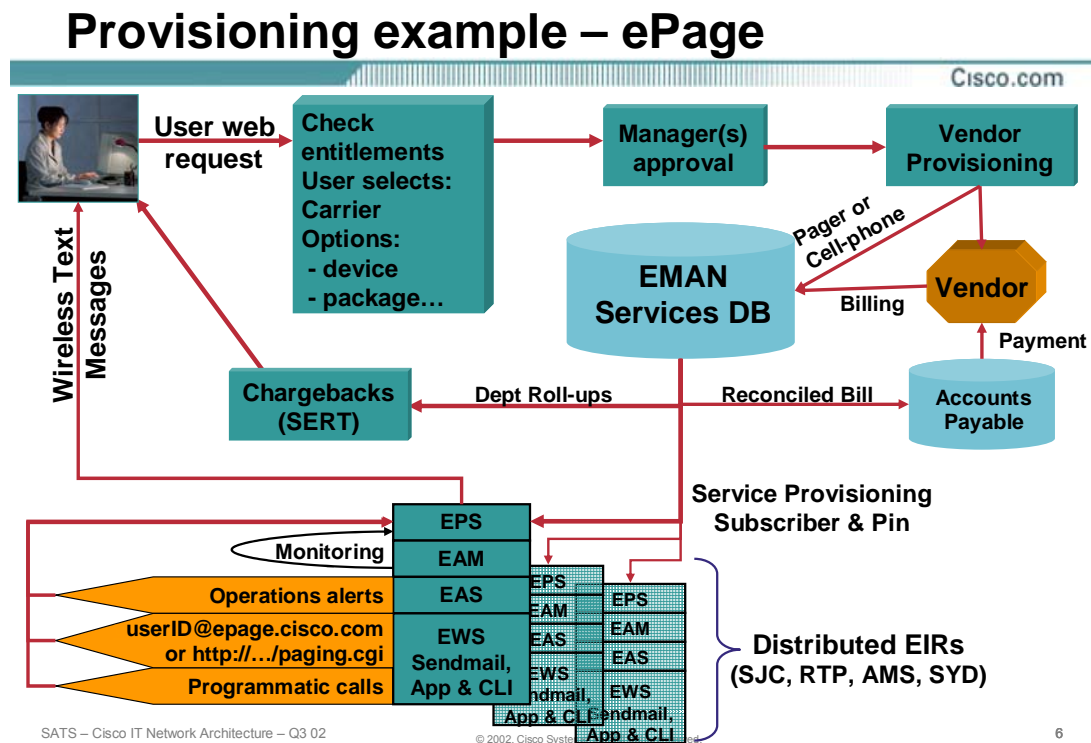 Provisioning example – ePage
Cisco.com
User web
request
Check
entitlements
User selects:
Carrier
Options:
- device
- package…
Manager(s)
approval
Vendor
Provisioning
Pager or
Cell-phone
EMAN
Services DB
Vendor
Billing
Payment
Wireless Text
Messages
Chargebacks
(SERT)
Dept Roll-ups
Reconciled Bill
Accounts
Payable
Service Provisioning
Subscriber & Pin
EPS
EAM
EAS
EWS
Sendmail,
App & CLI
Monitoring
Operations alerts
userID@epage.cisco.com
or http://…/paging.cgi
Programmatic calls
EPS
EAM
EAS
EWS
App & CLI
EPS
EAM
EAS
EWS
Sendmail,
App & CLI
Distributed EIRs
(SJC, RTP, AMS, SYD)
SATS – Cisco IT Network Architecture – Q3 02
© 2002, Cisco
6